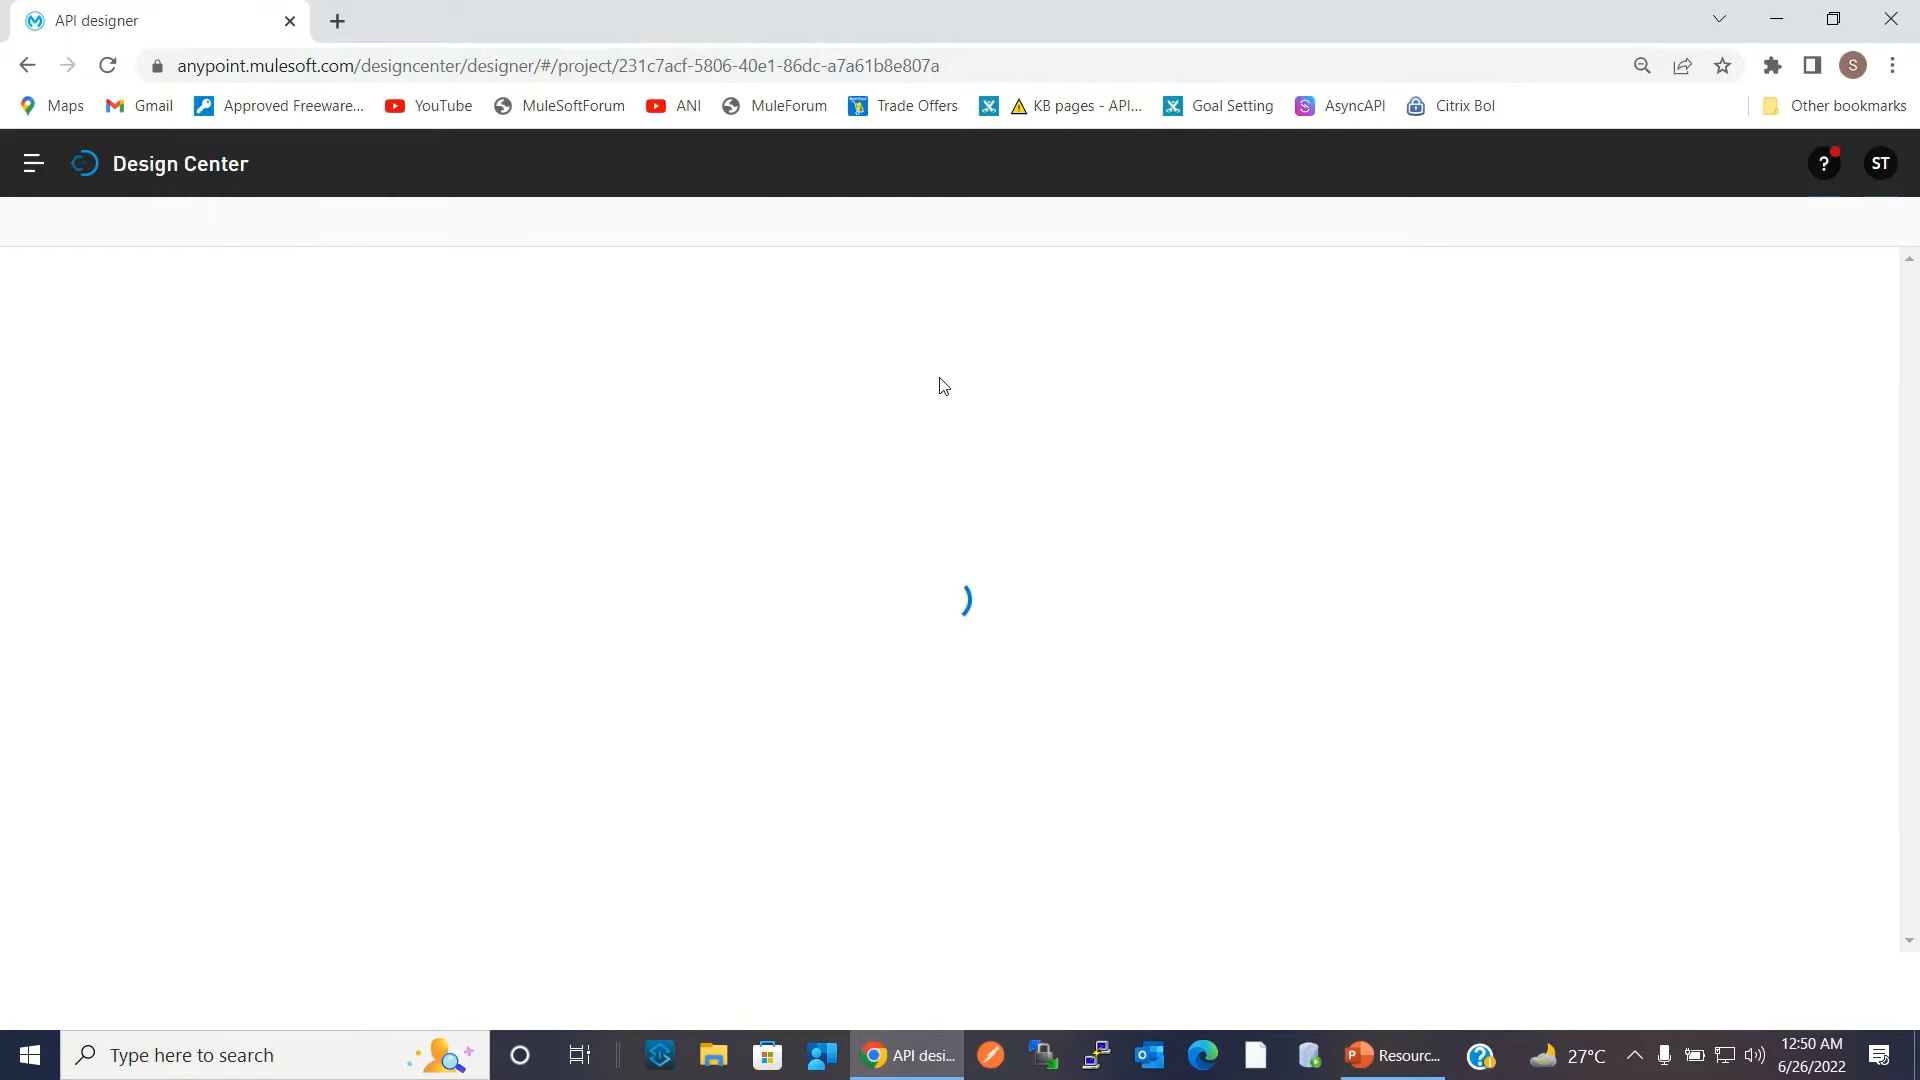 API designer
anypoint.mulesoft.com/designcenter/designer/#/project/231c7acf-5806-40e1-86dc-a7a61b8e807a
S
Maps
Gmail
Approved Freeware...
YouTube
MuleSoftForum
ANI
MuleForum
Trade Offers
KB pages - API...
Goal Setting
AsyncAPI
Citrix Bol
Other bookmarks
Design Center
?
ST
Type here to search
API desi...
Resourc...
27°C
12:50 AM
6/26/2022